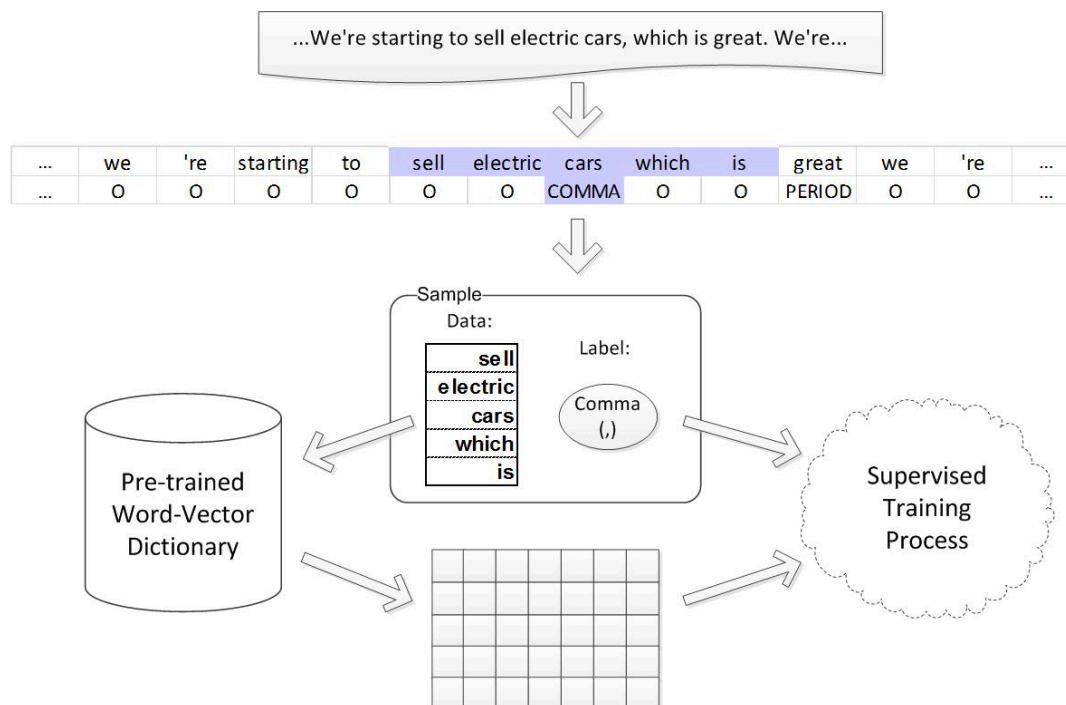 ...We're starting to sell electric cars, which is great. We're...
... we 're starting to sell electric cars which is great we 're ...
... O O O O O O COMMA O O PERIOD O O ...
Sample
Data:
Label:
sell
electric
cars
which
is
Comma
(,)
Pre-trained
Word-Vector
Dictionary
Supervised
Training
Process